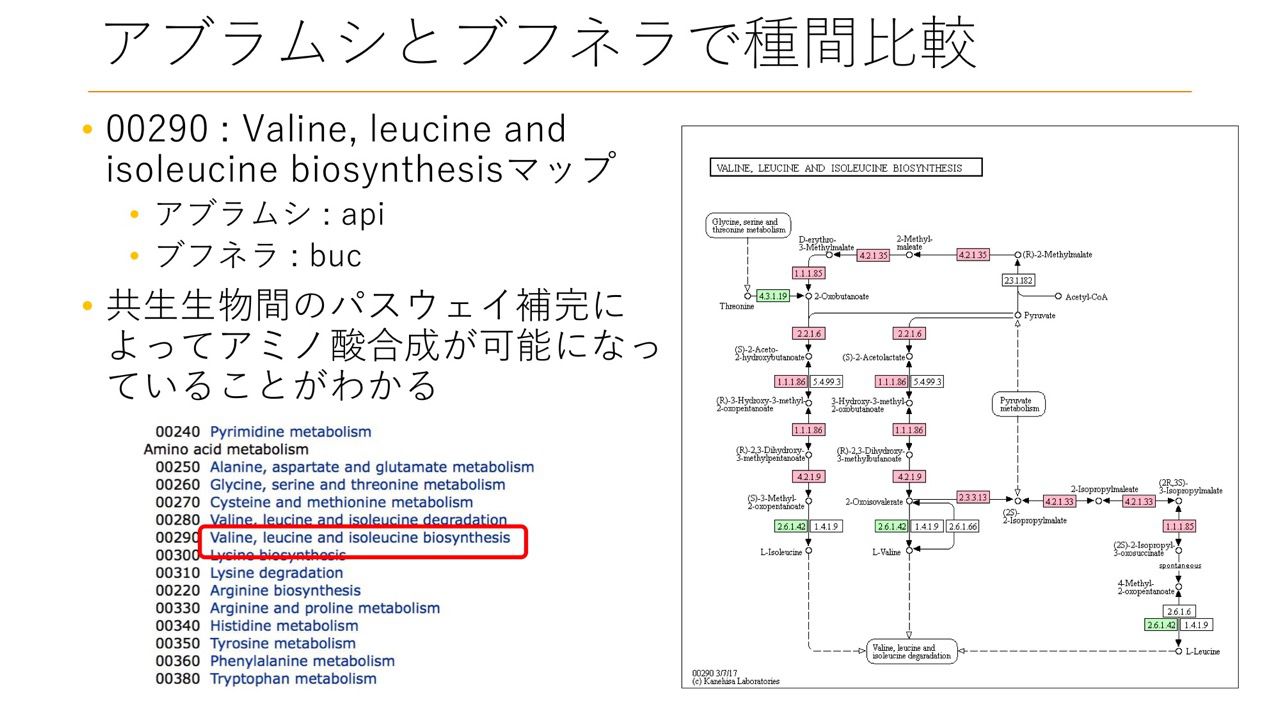 アブラムシとブフネラで種間比較
• 00290 : Valine, leucine and
isoleucine biosynthesisマップ
• アブラムシ : api
• ブフネラ : buc
• 共生生物間のパスウェイ補完に
よってアミノ酸合成が可能になっ
ていることがわかる
00240 Pyrimidine metabolism
Amino acid metabolism
00250 Alanine, aspartate and glutamate metabolism
00260 Glycine, serine and threonine metabolism
00270 Cysteine and methionine metabolism
00280 Valine, leucine and isoleucine degradation
00290 Valine, leucine and isoleucine biosynthesis
00300 Lysine biosynthesis
00310 Lysine degradation
00220 Arginine biosynthesis
00330 Arginine and proline metabolism
00340 Histidine metabolism
00350 Tyrosine metabolism
00360 Phenylalanine metabolism
00380 Tryptophan metabolism
VALINE, LEUCINE AND ISOLEUCINE BIOSYNTHESIS
Glycine, serine and
threonine metabolism
D-erythro-
3-Methylmalate
2-Methyl-
maleate
4.2.1.35
4.2.1.35
(R)-2-Methylmalate
1.1.1.85
2.3.1.182
Threonine
4.3.1.19
2-Oxobutanoate
Acetyl-CoA
Pyruvate
2.2.1.6
2.2.1.6
(S)-2-Aceto-
2-hydroxybutanoate
(S)-2-Acetolactate
1.1.1.86
5.4.99.3
1.1.1.86
5.4.99.3
(R)-3-Hydroxy-3-methyl-
2-oxopentanoate
3-Hydroxy-3-methyl-
2-oxobutanoate
Pyruvate
metabolism
1.1.1.86
1.1.1.86
(R)-2,3-Dihydroxy-
3-methylpentanoate
(R)-2,3-Dihydroxy-
3-methylbutanoate
4.2.1.9
4.2.1.9
(S)-3-Methyl-
2-oxopentanoate
2-Oxoisovalerate
2.3.3.13
(2S)-
2-Isopropylmalate
4.2.1.33
2-Isopropylmaleate
4.2.1.33
(2R,3S)-
3-Isopropylmalate
2.6.1.42
1.4.1.9
2.6.1.42
1.4.1.9
2.6.1.66
1.1.1.85
L-Isoleucine
L-Valine
(2S)-2-Isopropyl-
3-oxosuccinate
spontaneous
4-Methyl-
2-oxopentanoate
2.6.1.6
2.6.1.42
1.4.1.9
L-Leucine
Valine, leucine and
isoleucine degradation
00290 3/7/17
(c) Kanehisa Laboratories